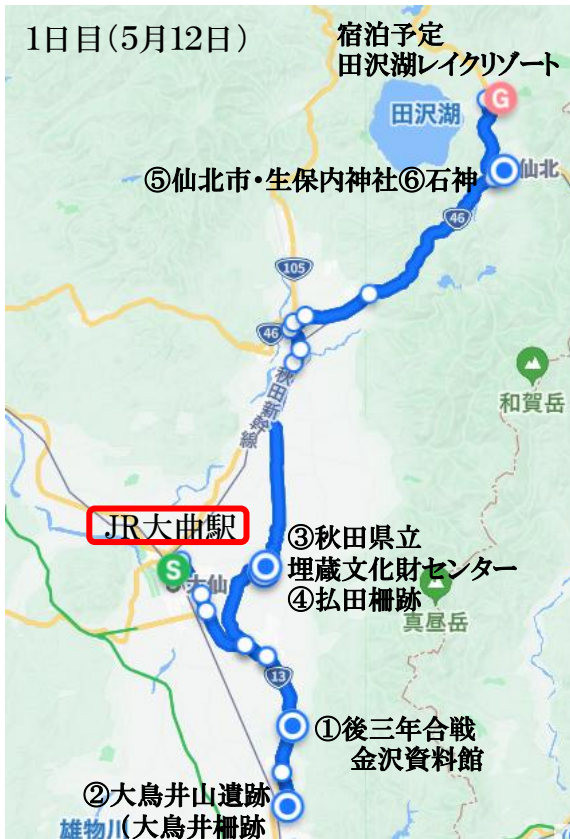 1日目(5月12日)
宿泊予定
田沢湖レイクリゾート
G
田沢湖
⑤仙北市・生保内神社⑥石神
仙北
46
105
46
秋田新幹線
和賀岳
JR大曲駅
S
大仙
③秋田県立
埋蔵文化財センター
④払田柵跡
真昼岳
13
①後三年合戦
金沢資料館
②大鳥井山遺跡
雄物川(大鳥井柵跡